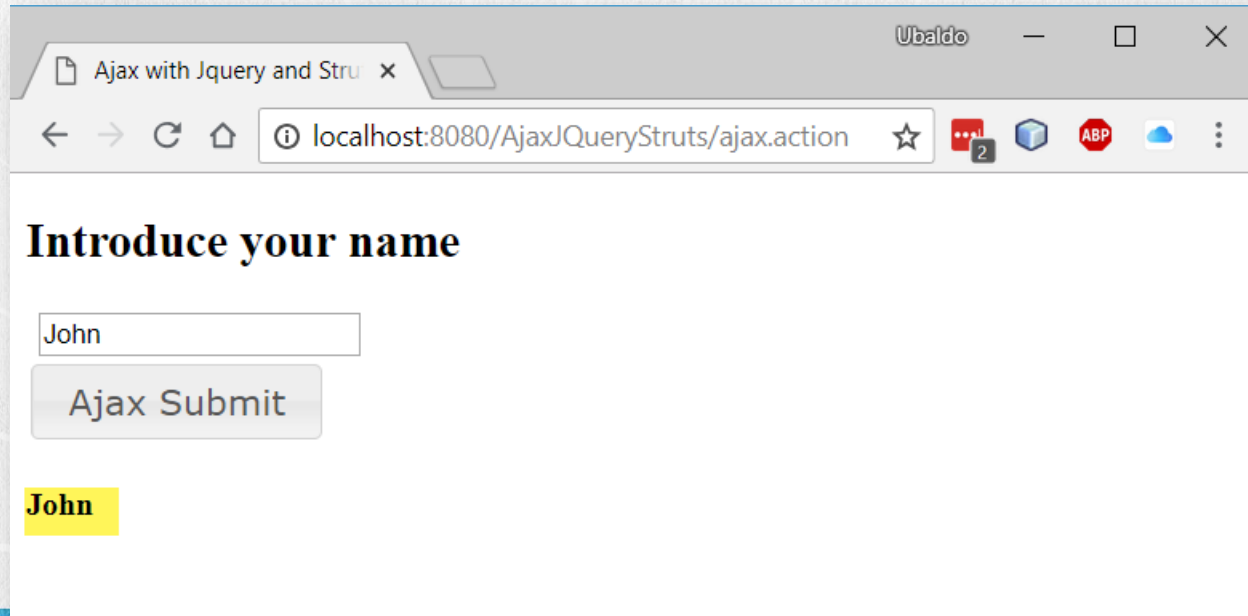 Ubaldo
Ajax with Jquery and Stru
localhost:8080/AjaxJQueryStruts/ajax.action
2
ABP
Introduce your name
John
Ajax Submit
John